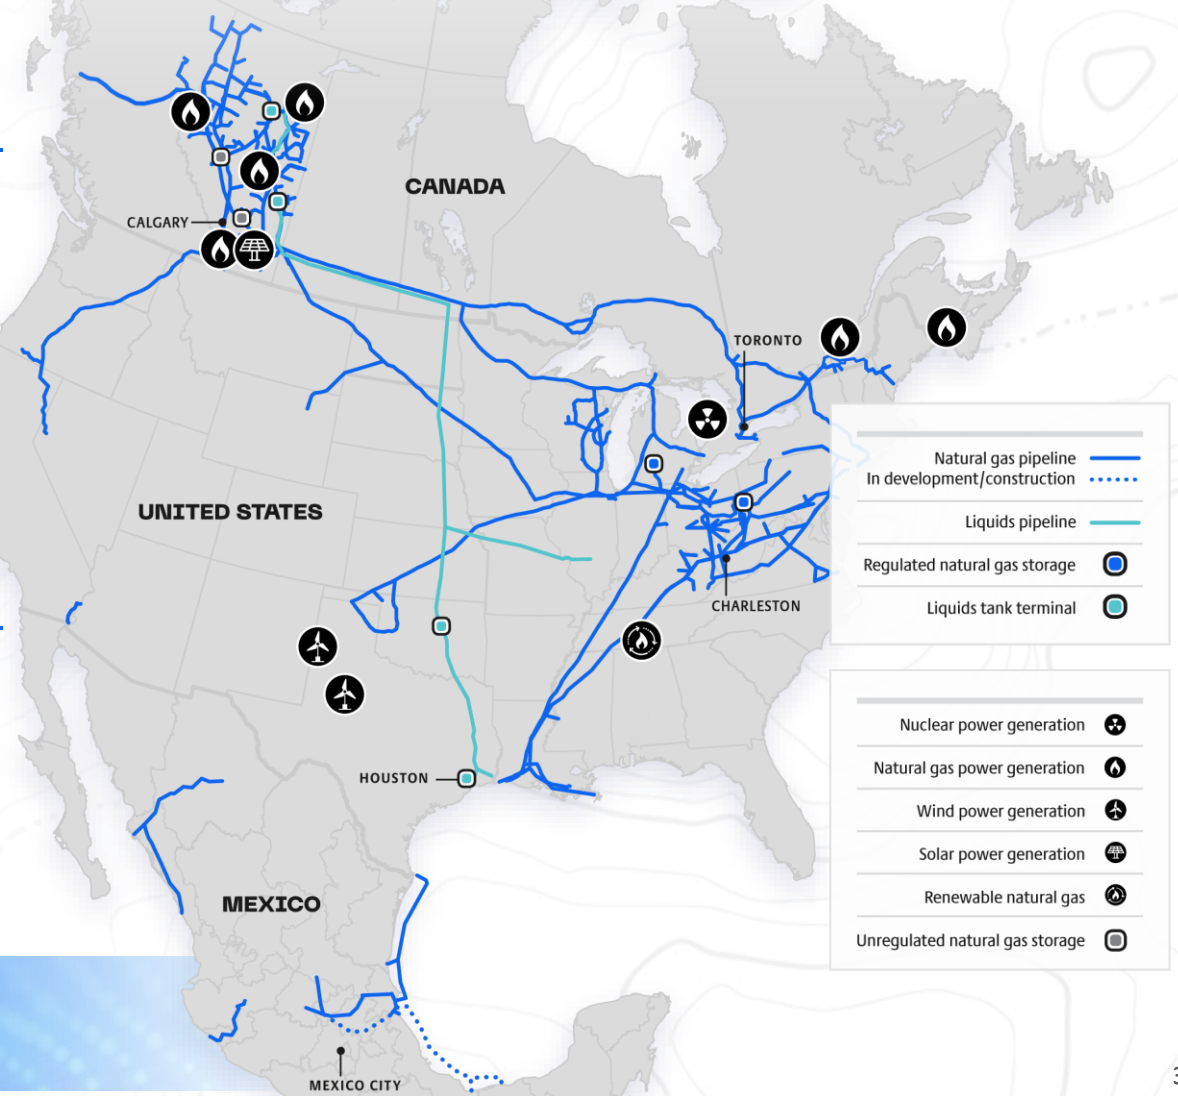 CANADA
CALGARY
TORONTO
UNITED STATES
CHARLESTON
HOUSTON
MEXICO
MEXICO CITY
Natural gas pipeline
In development/construction
Liquids pipeline
Regulated natural gas storage
Liquids tank terminal
Nuclear power generation
Natural gas power generation
Wind power generation
Solar power generation
Renewable natural gas
Unregulated natural gas storage